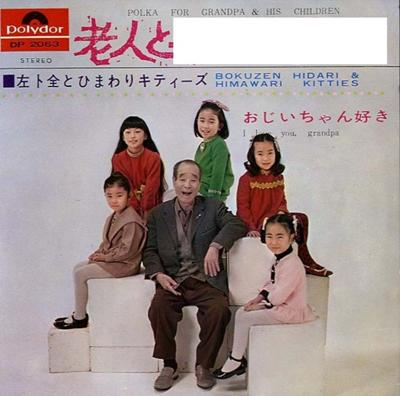 POLKA FOR GRANDPA & HIS CHILDREN
polydor
DP 2063
STEREO
老人と
■左卜全とひまわりキティーズ
BOKUZEN HIDARI &
HIMAWARI KITTIES
おじいちゃん好き
I love you, grandpa